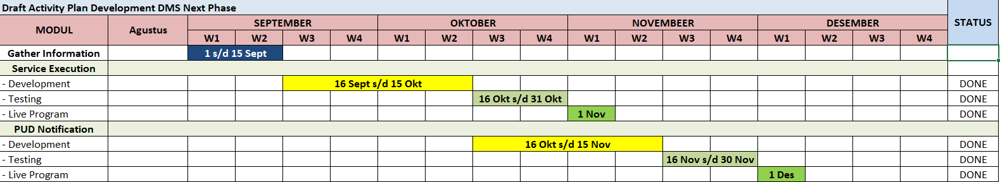 Draft Activity Plan Development DMS Next Phase
MODUL Agustus SEPTEMBER OKTOBER NOVEMBEER DESEMBER STATUS
W1 W2 W3 W4 W1 W2 W3 W4 W1 W2 W3 W4 W1 W2 W3 W4
Gather Information 1 s/d 15 Sept
Service Execution
- Development 16 Sept s/d 15 Okt DONE
- Testing 16 Okt s/d 31 Okt DONE
- Live Program 1 Nov DONE
PUD Notification
- Development 16 Okt s/d 15 Nov DONE
- Testing 16 Nov s/d 30 Nov DONE
- Live Program 1 Des DONE